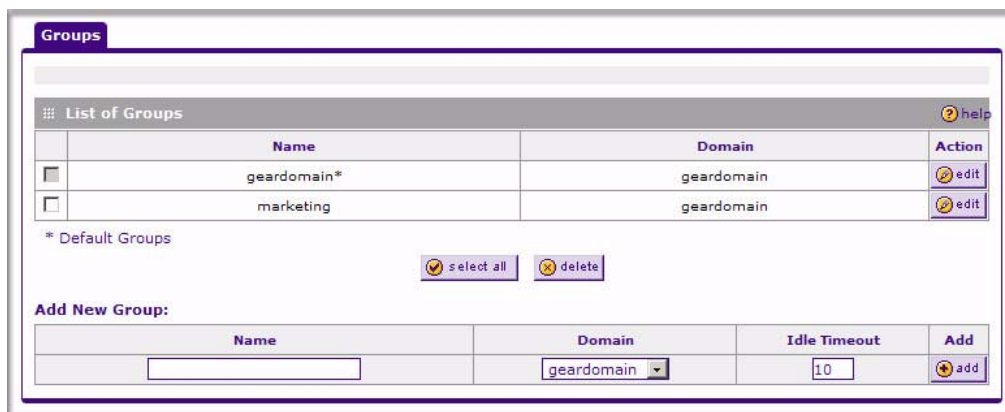 Groups
List of Groups help
Name Domain Action
geardomain* geardomain edit
marketing geardomain edit
* Default Groups
select all delete
Add New Group:
Name Domain Idle Timeout Add
geardomain 10 add